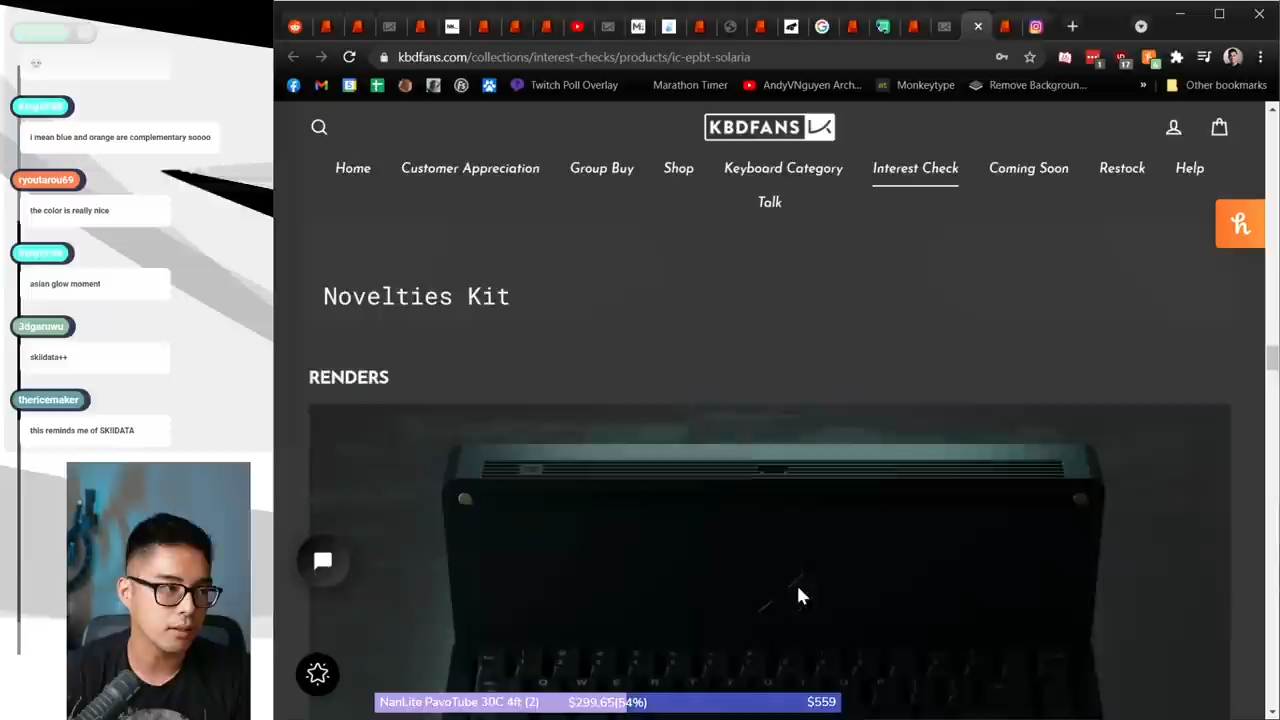 i mean blue and orange are complementary soooo
ryoutarou69
the color is really nice
asian glow moment
3dgaruwu
skiidata++
thericemaker
this reminds me of SKIIDATA
kbdfans.com/collections/interest-checks/products/ic-epbt-solaria
Twitch Poll Overlay
Marathon Timer
AndyVNguyen Arch...
Monkeytype
Remove Backgroun...
»
Other bookmarks
KBDFANS
Home
Customer Appreciation
Group Buy
Shop
Keyboard Category
Interest Check
Coming Soon
Restock
Help
Talk
Novelties Kit
RENDERS
NanLite PavoTube 30C 4ft (2)
$299.65(54%)
$559